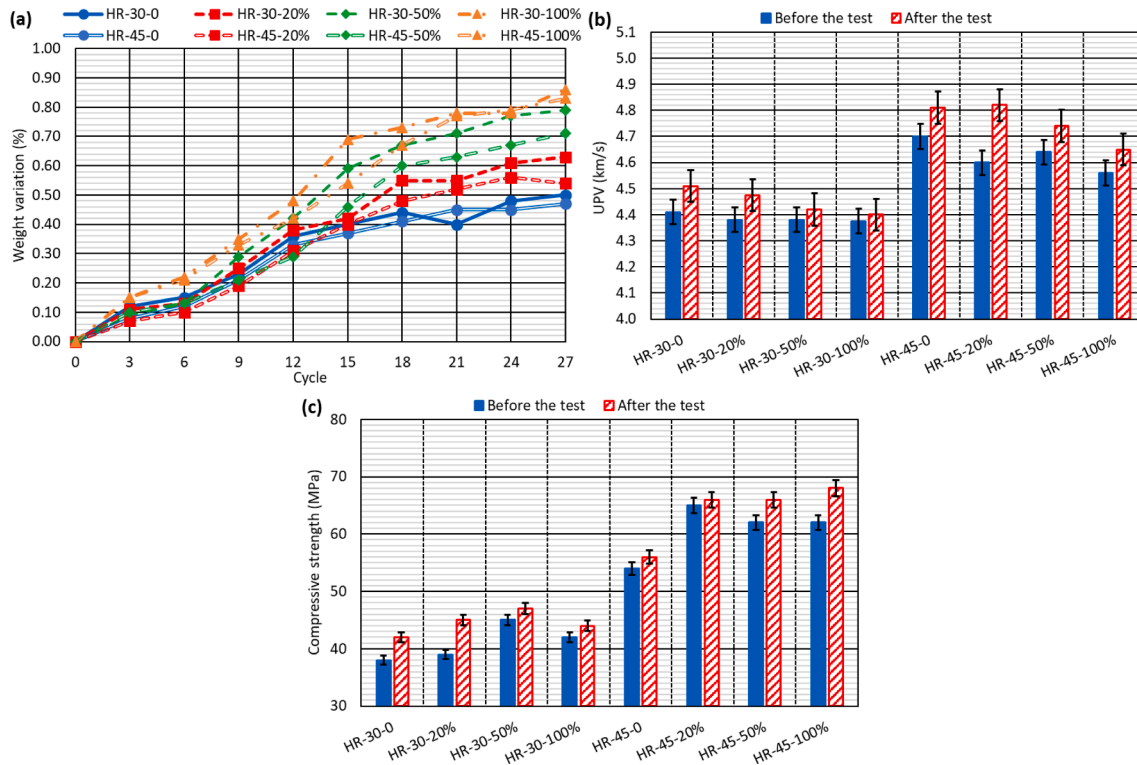 (a)
HR-30-0 HR-30-20% HR-30-50% HR-30-100%
HR-45-0 HR-45-20% HR-45-50% HR-45-100%
Weight variation (%)
1.00
0.90
0.80
0.70
0.60
0.50
0.40
0.30
0.20
0.10
0.00
0 3 6 9 12 15 18 21 24 27
Cycle
(b)
Before the test After the test
UPV (km/s)
5.1
5.0
4.9
4.8
4.7
4.6
4.5
4.4
4.3
4.2
4.1
4.0
HR-30-0 HR-30-20% HR-30-50% HR-30-100% HR-45-0 HR-45-20% HR-45-50% HR-45-100%
(c)
Before the test After the test
Compressive strength (MPa)
80
70
60
50
40
30
HR-30-0 HR-30-20% HR-30-50% HR-30-100% HR-45-0 HR-45-20% HR-45-50% HR-45-100%